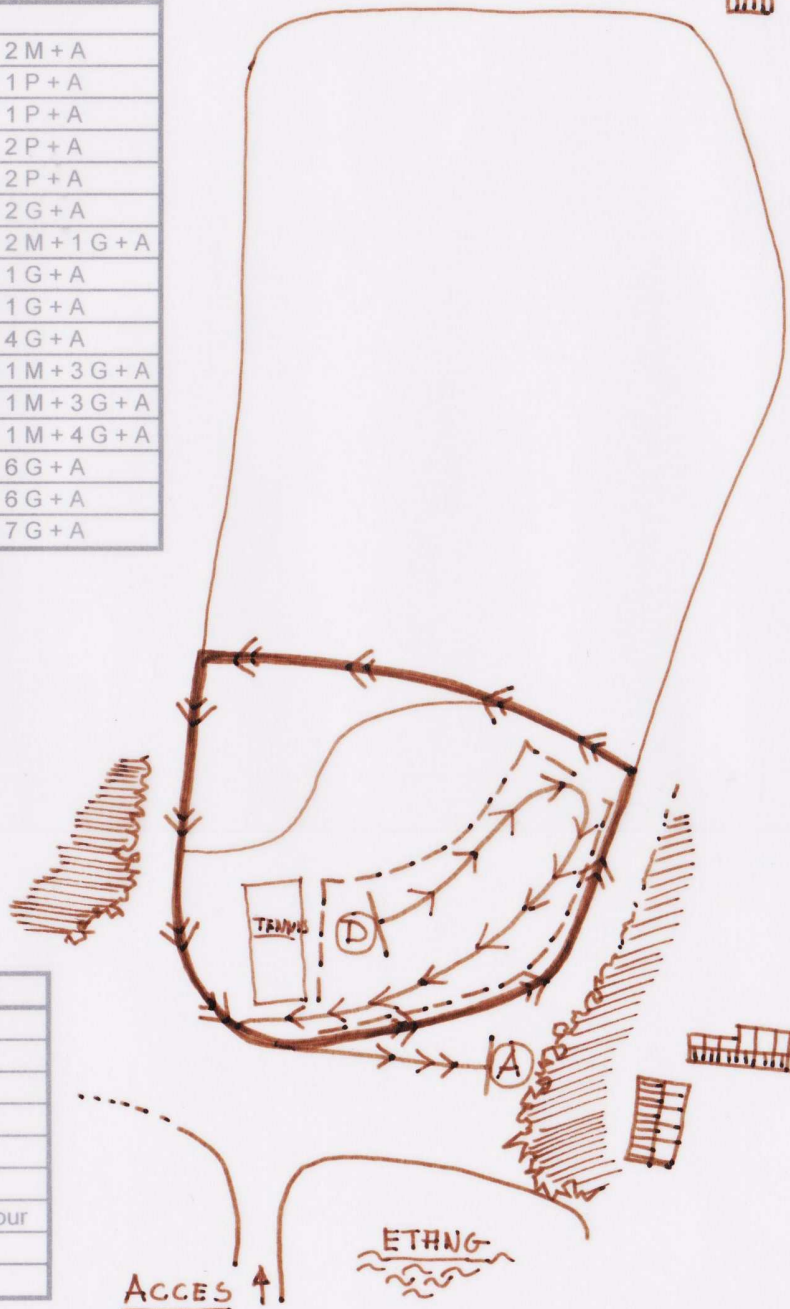 2 M + A
1 P + A
1 P + A
2 P + A
2 P + A
2 G + A
2 M + 1 G + A
1 G + A
1 G + A
4 G + A
1 M + 3 G + A
1 M + 3 G + A
1 M + 4 G + A
6 G + A
6 G + A
7 G + A
TENNIS
D
A
our
ETANG
ACCES